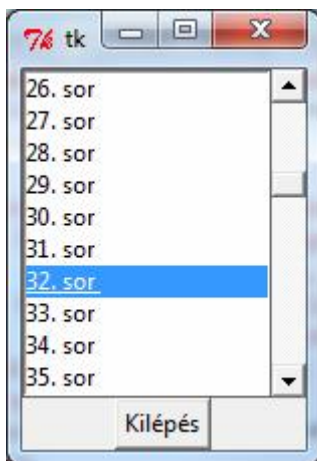 tk
26. sor
27. sor
28. sor
29. sor
30. sor
31. sor
32. sor
33. sor
34. sor
35. sor
Kilépés